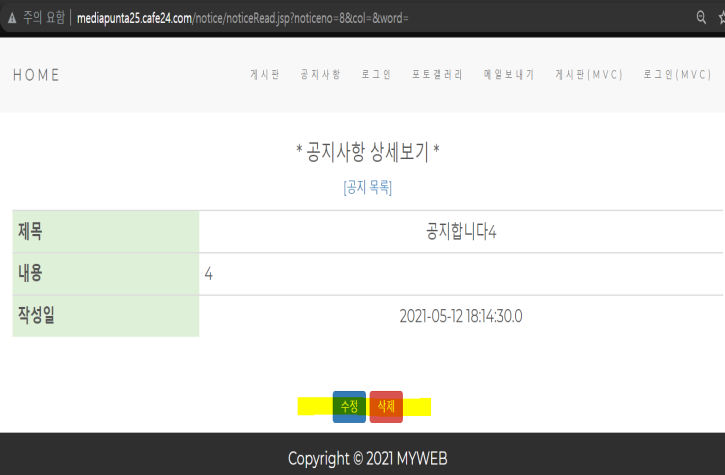 주의 요함 | mediapunta25.cafe24.com/notice/noticeRead.jsp?noticeno=8&col=&word=
HOME 게시판 공지사항 로그인 포토갤러리 메일보내기 게시판(MVC) 로그인(MVC)
* 공지사항 상세보기 *
[공지 목록]
제목 공지합니다4
내용 4
작성일 2021-05-12 18:14:30.0
수정 삭제
Copyright © 2021 MYWEB